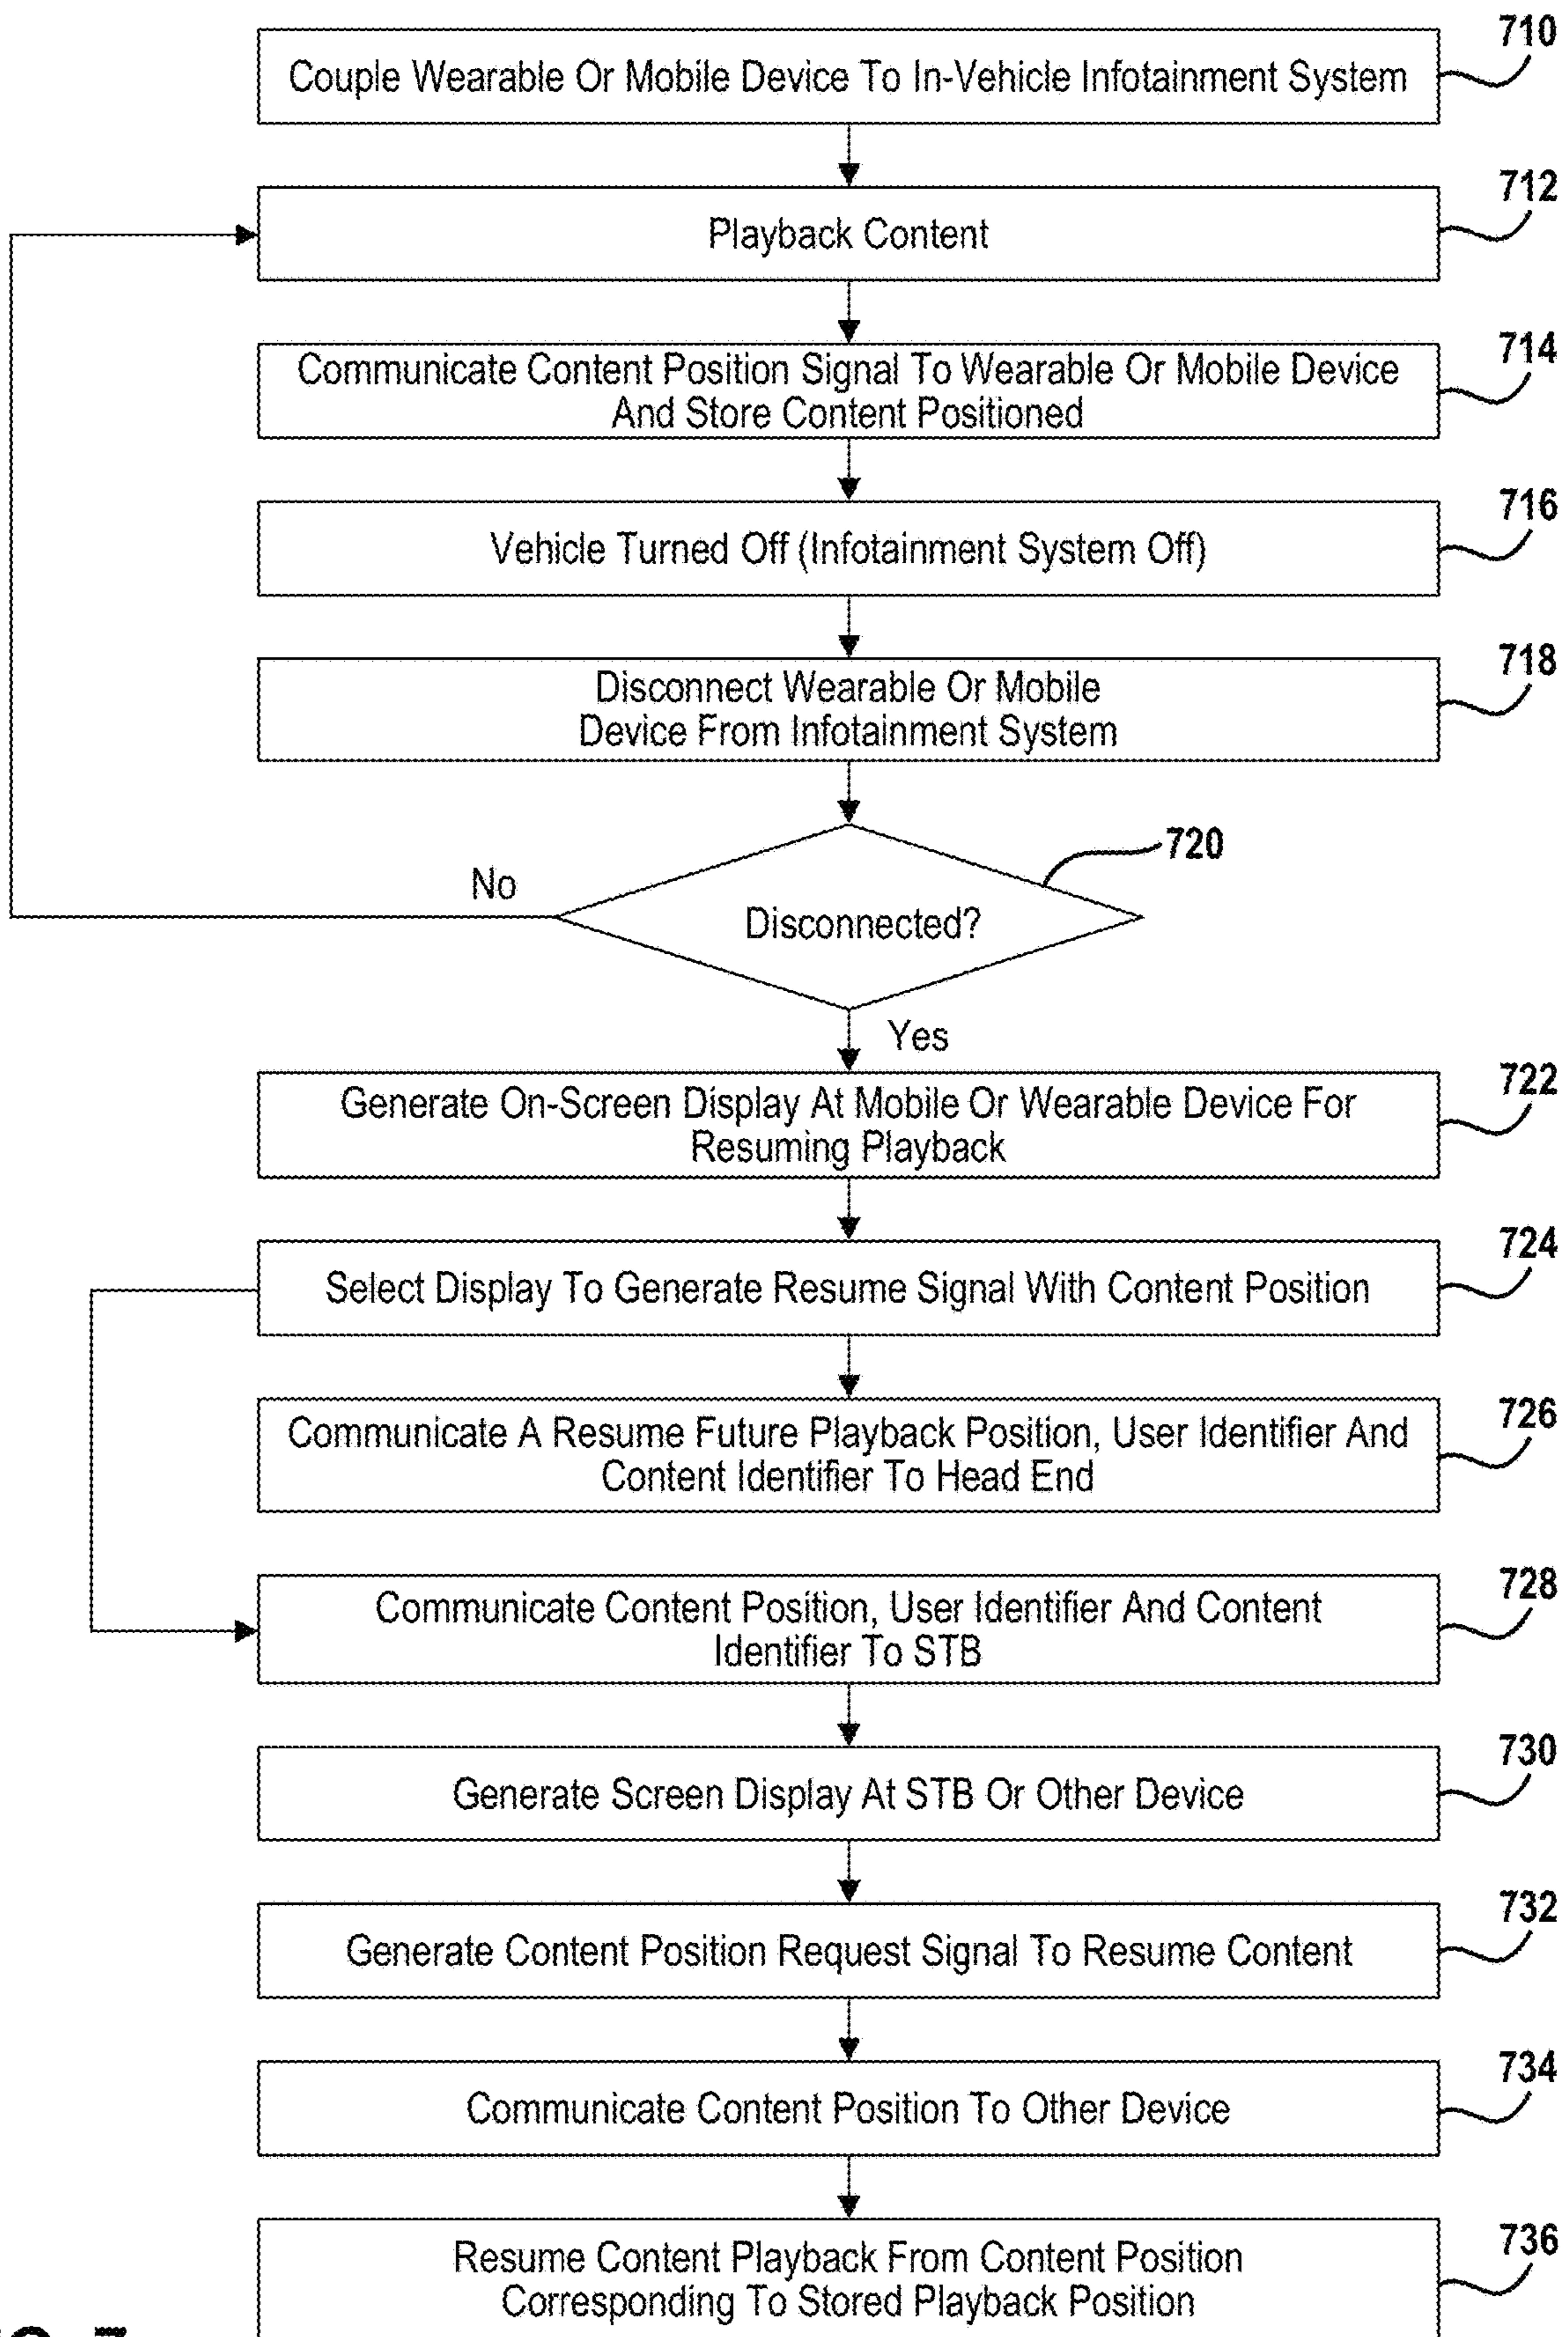 710
Couple Wearable Or Mobile Device To In-Vehicle Infotainment System
712
Playback Content
714
Communicate Content Position Signal To Wearable Or Mobile Device
And Store Content Positioned
716
Vehicle Turned Off (Infotainment System Off)
718
Disconnect Wearable Or Mobile
Device From Infotainment System
720
No
Disconnected?
Yes
722
Generate On-Screen Display At Mobile Or Wearable Device For
Resuming Playback
724
Select Display To Generate Resume Signal With Content Position
726
Communicate A Resume Future Playback Position, User Identifier And
Content Identifier To Head End
728
Communicate Content Position, User Identifier And Content
Identifier To STB
730
Generate Screen Display At STB Or Other Device
732
Generate Content Position Request Signal To Resume Content
734
Communicate Content Position To Other Device
736
Resume Content Playback From Content Position
Corresponding To Stored Playback Position